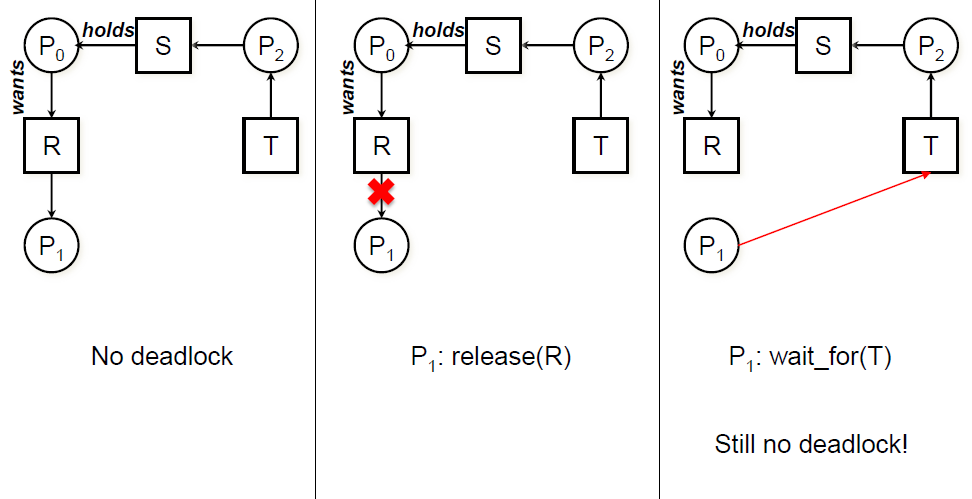 P0 holds S P2
wants
R T
P1
No deadlock
P0 holds S P2
wants
R T
P1
P1: release(R)
P0 holds S P2
wants
R T
P1
P1: wait_for(T)
Still no deadlock!